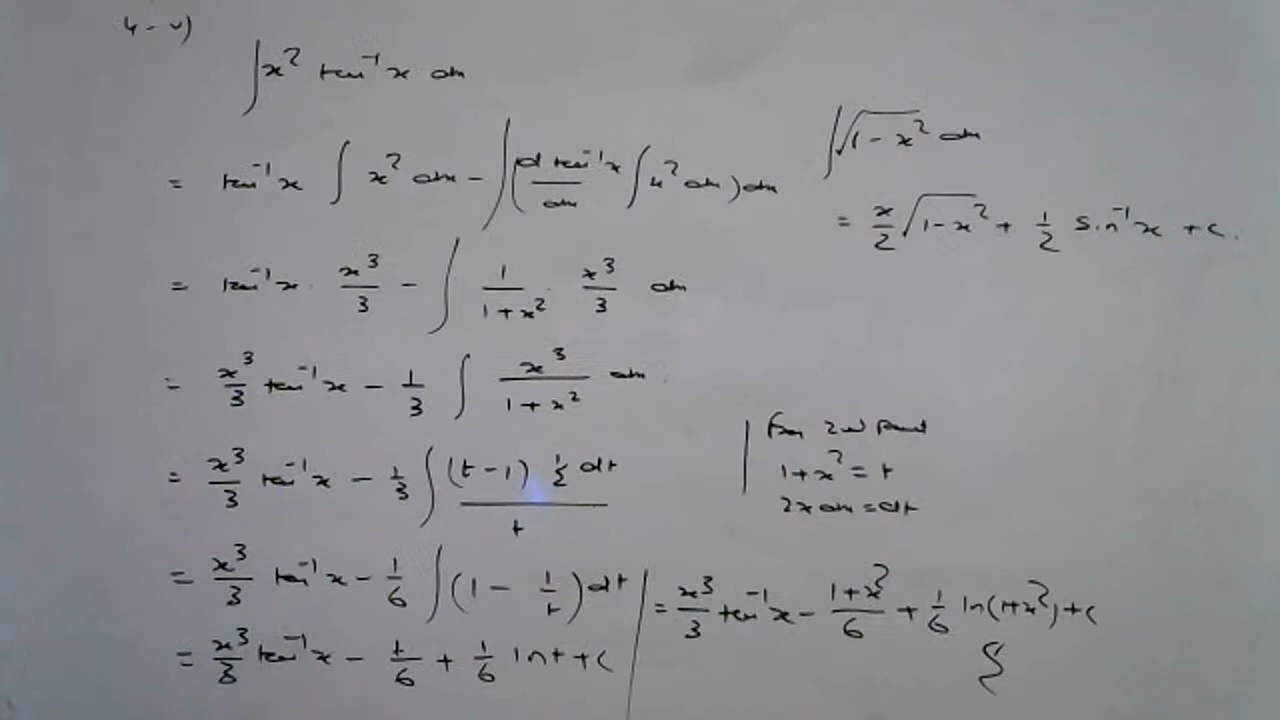 4-v)
∫x² tan⁻¹x dx
= tan⁻¹x ∫ x² dx - ∫(d tan⁻¹x/dx ∫x² dx) dx
= tan⁻¹x · x³/3 - ∫ 1/(1+x²) · x³/3 dx
= x³/3 tan⁻¹x - 1/3 ∫ x³/(1+x²) dx
= x³/3 tan⁻¹x - 1/3 ∫ (t-1) ½ dt/t
= x³/3 tan⁻¹x - 1/6 ∫(1 - 1/t) dt
= x³/3 tan⁻¹x - t/6 + 1/6 ln t + c
∫√(1-x²) dx
= x/2 √(1-x²) + 1/2 Sin⁻¹x + c.
For 2nd Part
1+x² = t
2x dx = dt
= x³/3 tan⁻¹x - (1+x²)/6 + 1/6 ln(1+x²) + c